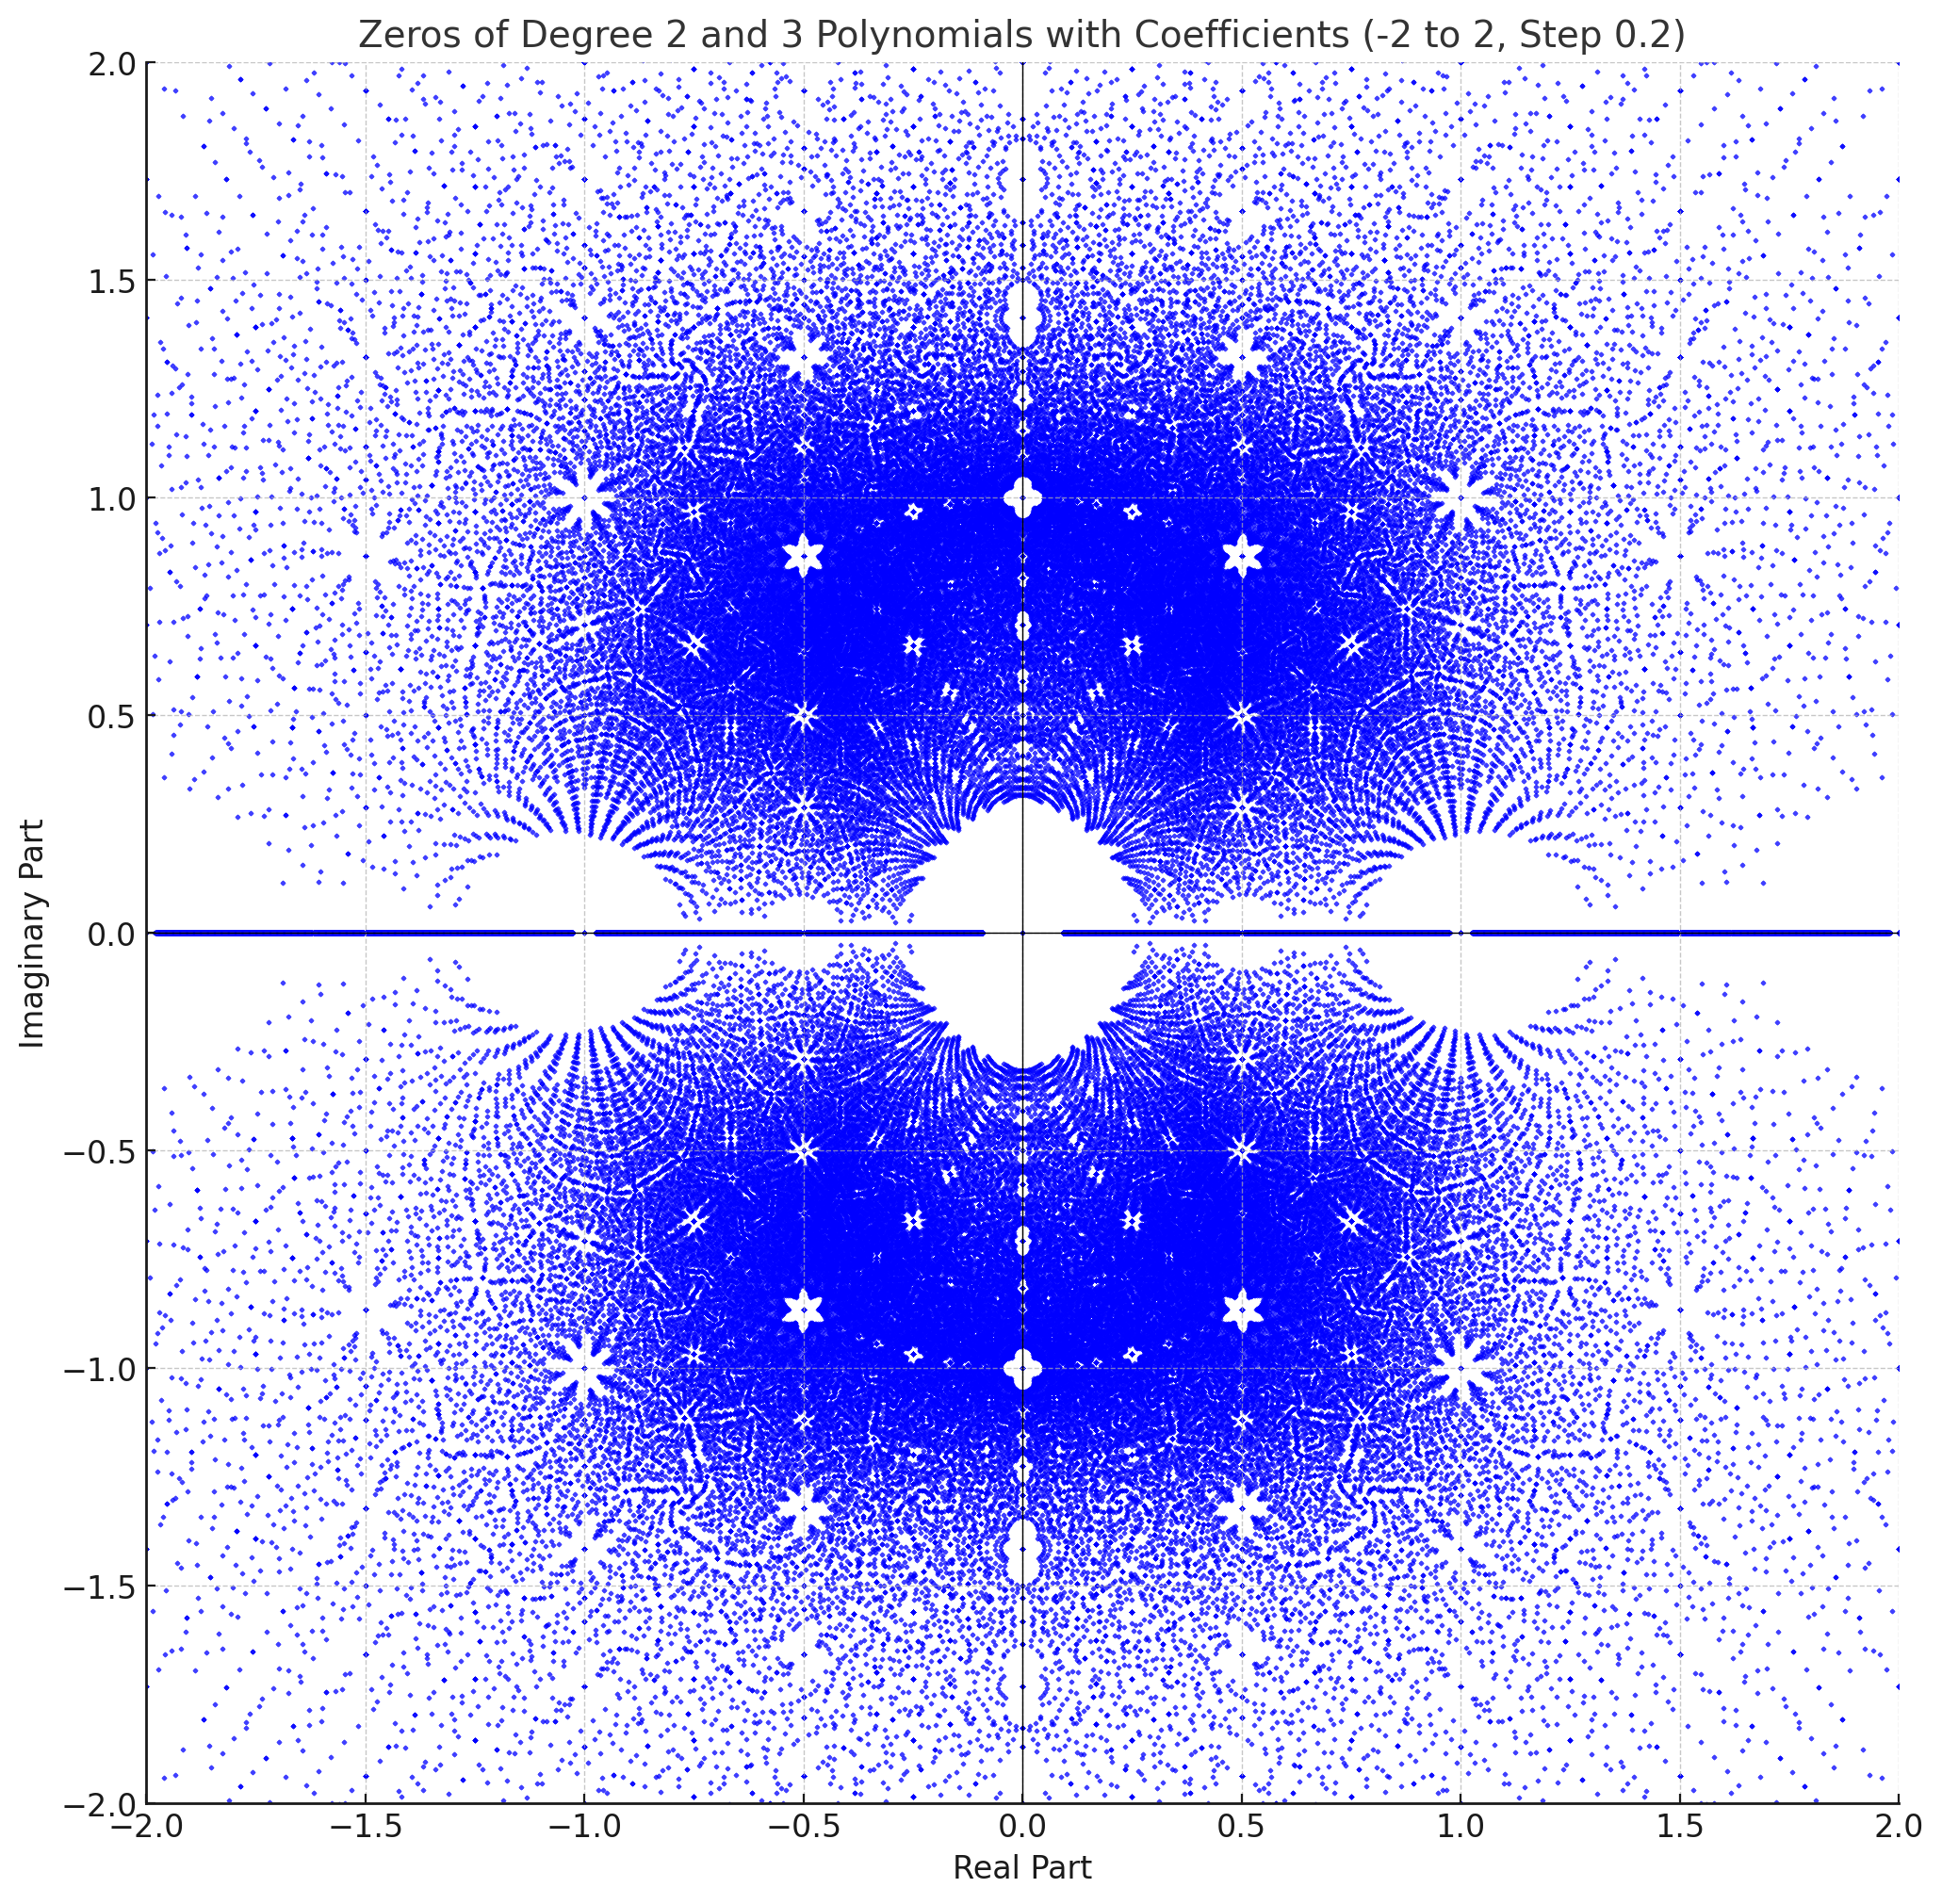 Zeros of Degree 2 and 3 Polynomials with Coefficients (-2 to 2, Step 0.2)
2.0
1.5
1.0
0.5
0.0
−0.5
−1.0
−1.5
−2.0
Imaginary Part
−2.0 −1.5 −1.0 −0.5 0.0 0.5 1.0 1.5 2.0
Real Part